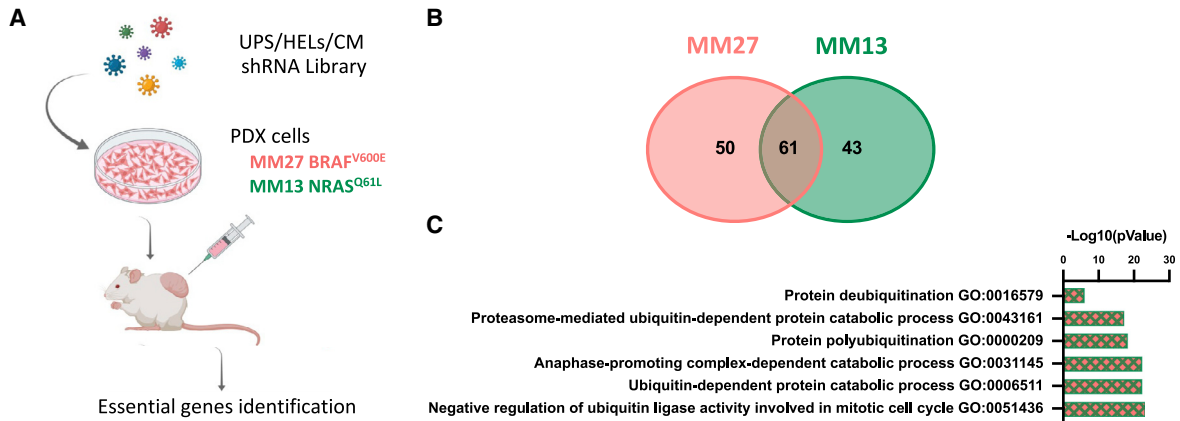 A
UPS/HELs/CM
shRNA Library
PDX cells
MM27 BRAFV600E
MM13 NRASQ61L
Essential genes identification
B
MM27 MM13
50 61 43
C
-Log10(pValue)
0 10 20 30
Protein deubiquitination GO:0016579
Proteasome-mediated ubiquitin-dependent protein catabolic process GO:0043161
Protein polyubiquitination GO:0000209
Anaphase-promoting complex-dependent catabolic process GO:0031145
Ubiquitin-dependent protein catabolic process GO:0006511
Negative regulation of ubiquitin ligase activity involved in mitotic cell cycle GO:0051436